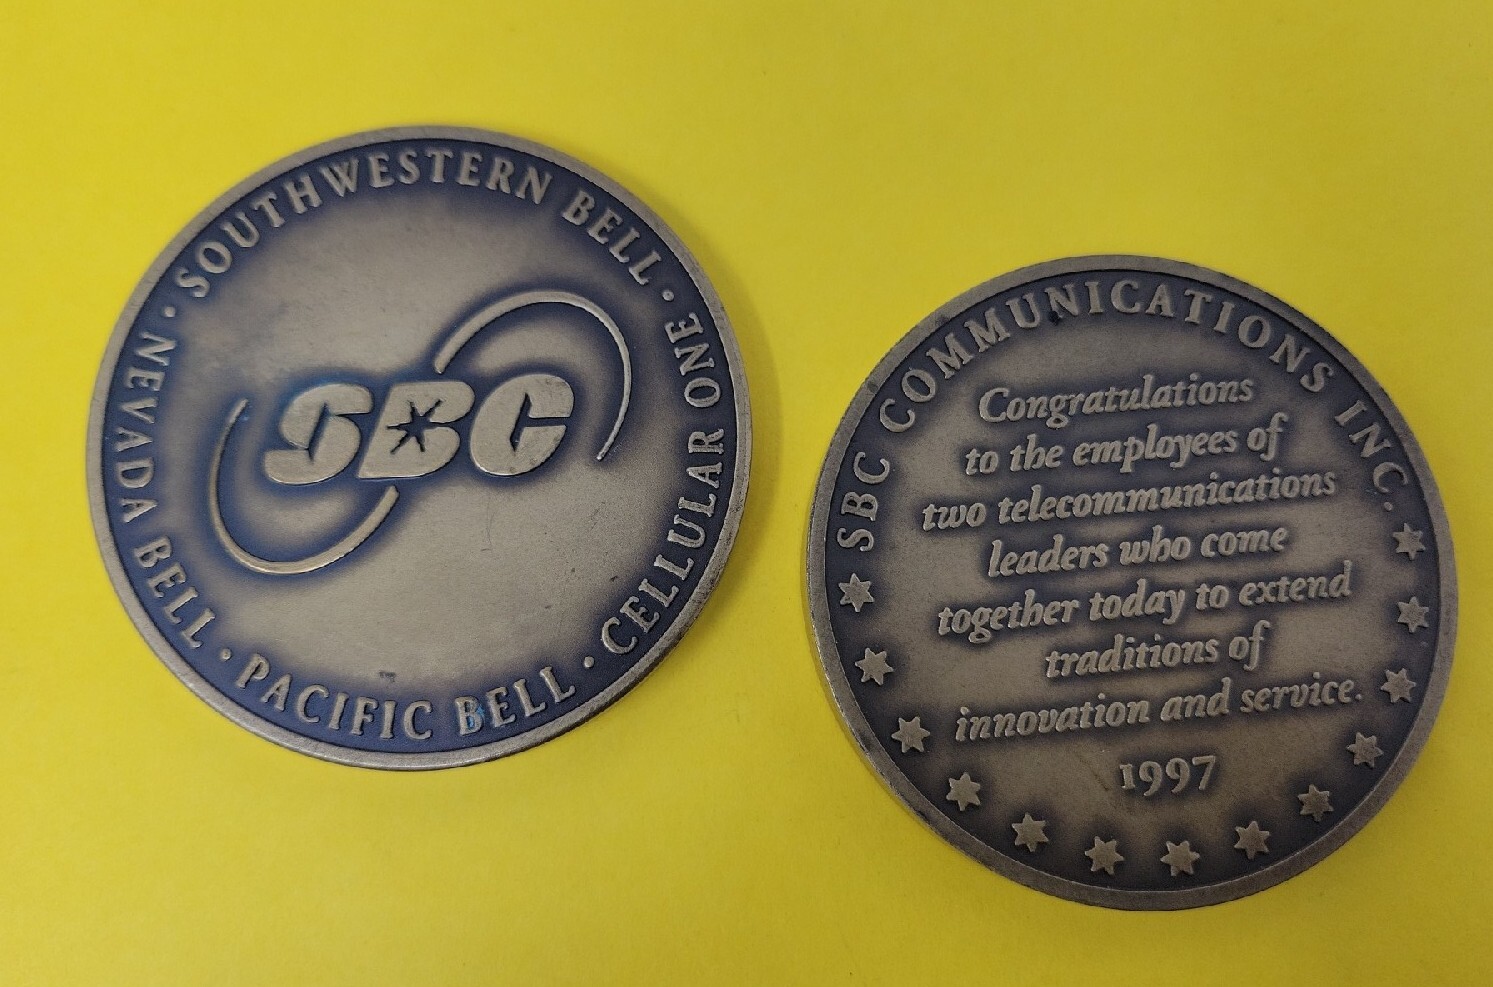 SOUTHWESTERN BELL · CELLULAR ONE · PACIFIC BELL · NEVADA BELL ·
SBC
SBC COMMUNICATIONS INC.
Congratulations
to the employees of
two telecommunications
leaders who come
together today to extend
traditions of
innovation and service.
1997